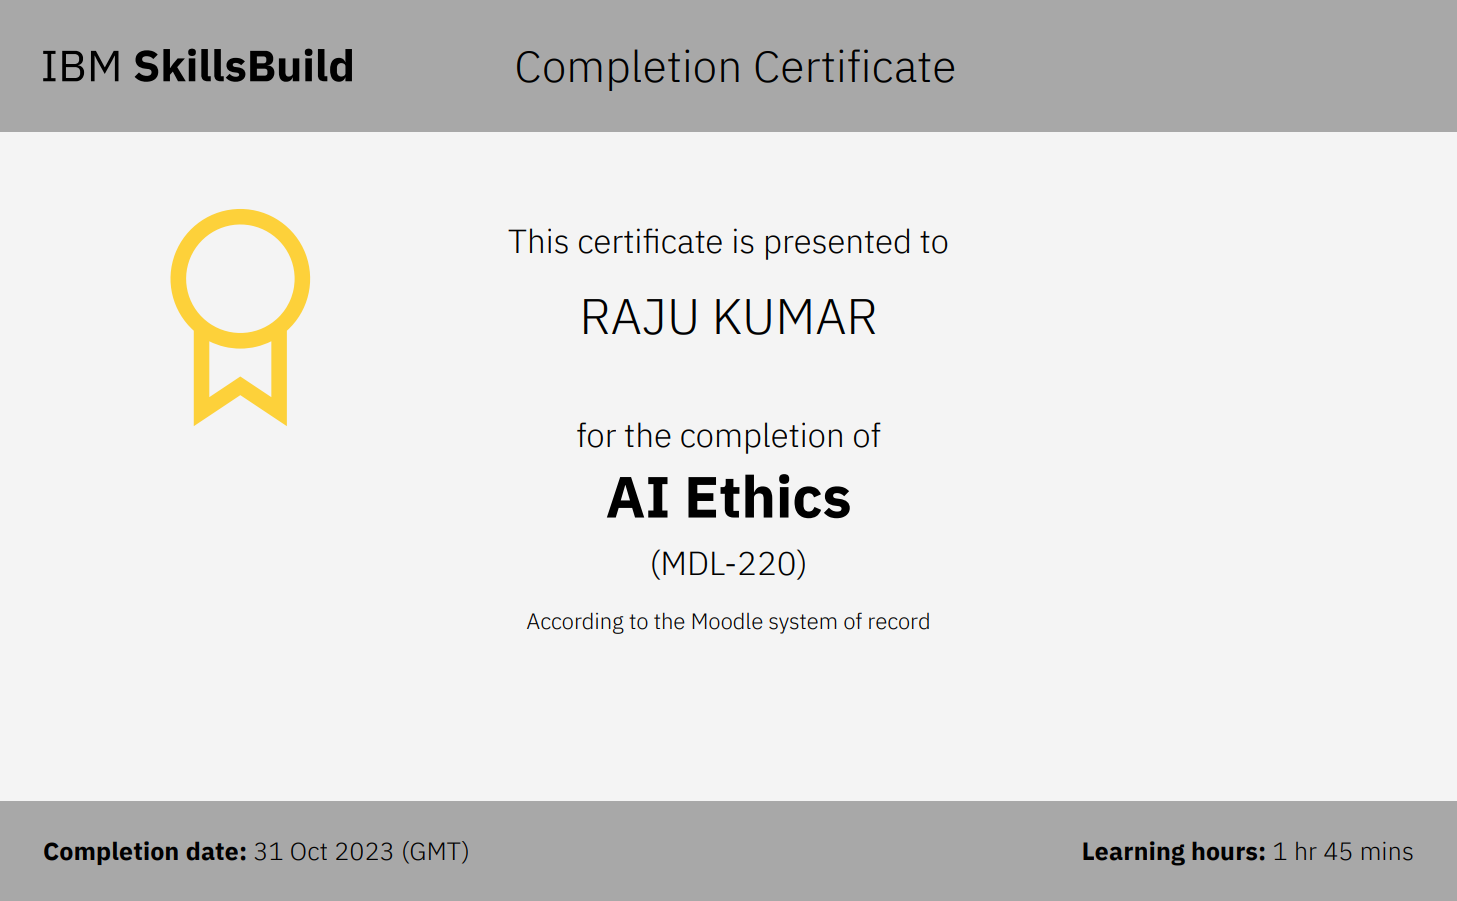 IBM SkillsBuild
Completion Certificate
This certificate is presented to
RAJU KUMAR
for the completion of
AI Ethics
(MDL-220)
According to the Moodle system of record
Completion date: 31 Oct 2023 (GMT)
Learning hours: 1 hr 45 mins